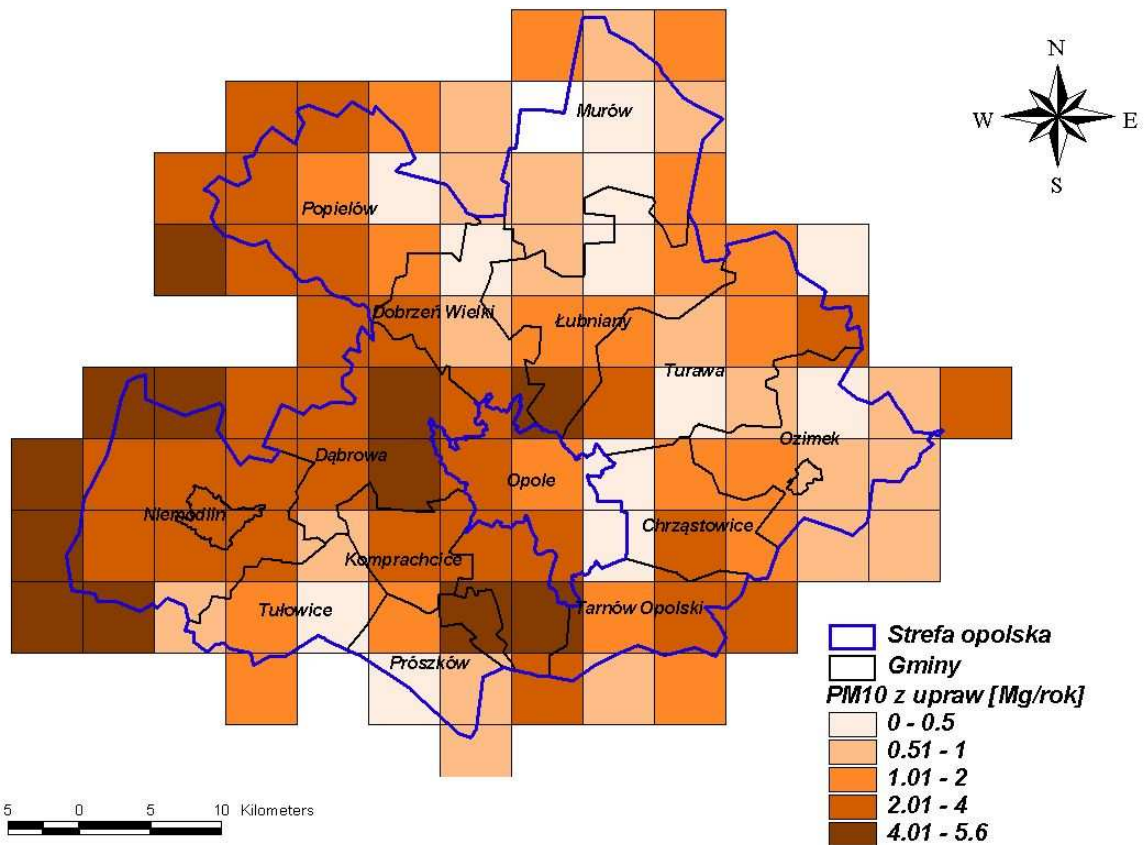 N
W E
S
Murów
Popielów
Dobrzeń Wielki
Łubniany
Turawa
Ozimek
Dąbrowa
Opole
Niemodlin
Chrząstowice
Komprachcice
Tułowice
Tarnów Opolski
Prószków
Strefa opolska
Gminy
PM10 z upraw [Mg/rok]
0 - 0.5
0.51 - 1
1.01 - 2
2.01 - 4
4.01 - 5.6
5 0 5 10 Kilometers